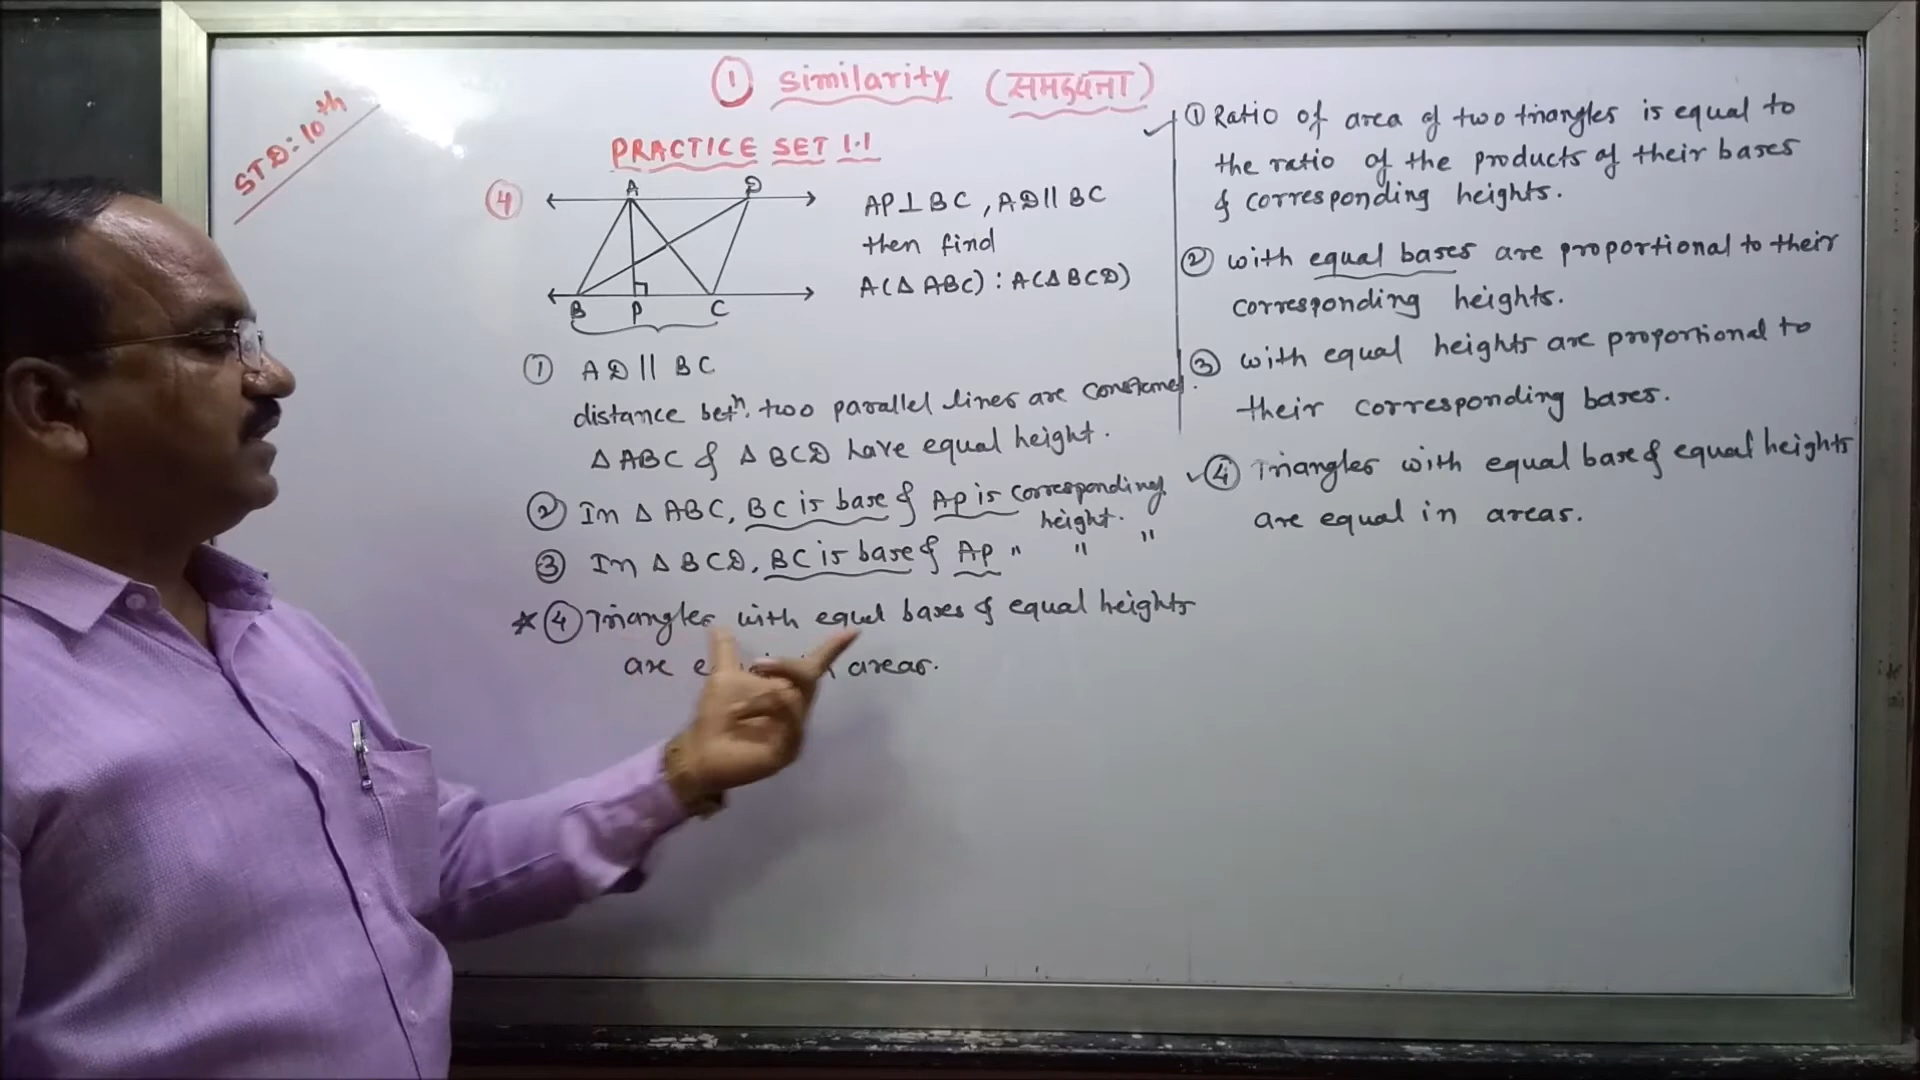 STD:- 10th
① Similarity (समरूपता)
PRACTICE SET 1.1
④
A D
B P C
AP⊥BC, AD∥BC
then find
A(△ABC) : A(△BCD)
① AD ∥ BC
distance betn. two parallel lines are
△ABC & △BCD have equal height.
② In △ABC, BC is base & AP is corresponding
height.
③ In △BCD, BC is base & AP " " "
★④ Triangles with equal bases & equal heights
are areas.
① Ratio of area of two triangles is equal to
the ratio of the products of their bases
& corresponding heights.
② with equal bases are proportional to their
corresponding heights.
③ with equal heights are proportional to
their corresponding bases.
④ Triangles with equal base & equal heights
are equal in areas.